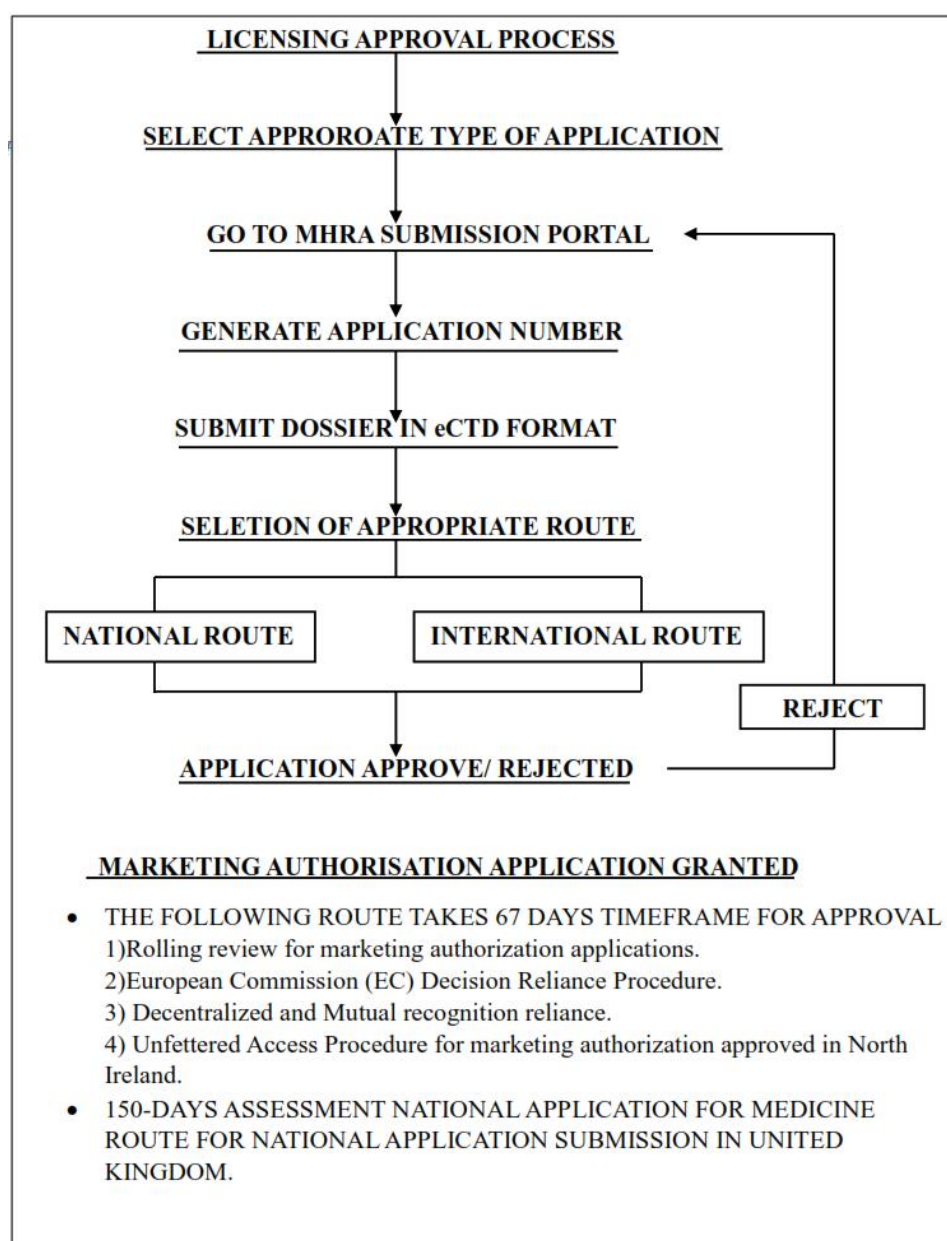 LICENSING APPROVAL PROCESS
SELECT APPROROATE TYPE OF APPLICATION
GO TO MHRA SUBMISSION PORTAL
GENERATE APPLICATION NUMBER
SUBMIT DOSSIER IN eCTD FORMAT
SELETION OF APPROPRIATE ROUTE
NATIONAL ROUTE
INTERNATIONAL ROUTE
REJECT
APPLICATION APPROVE/ REJECTED
MARKETING AUTHORISATION APPLICATION GRANTED
• THE FOLLOWING ROUTE TAKES 67 DAYS TIMEFRAME FOR APPROVAL
1)Rolling review for marketing authorization applications.
2)European Commission (EC) Decision Reliance Procedure.
3) Decentralized and Mutual recognition reliance.
4) Unfettered Access Procedure for marketing authorization approved in North
Ireland.
• 150-DAYS ASSESSMENT NATIONAL APPLICATION FOR MEDICINE
ROUTE FOR NATIONAL APPLICATION SUBMISSION IN UNITED
KINGDOM.